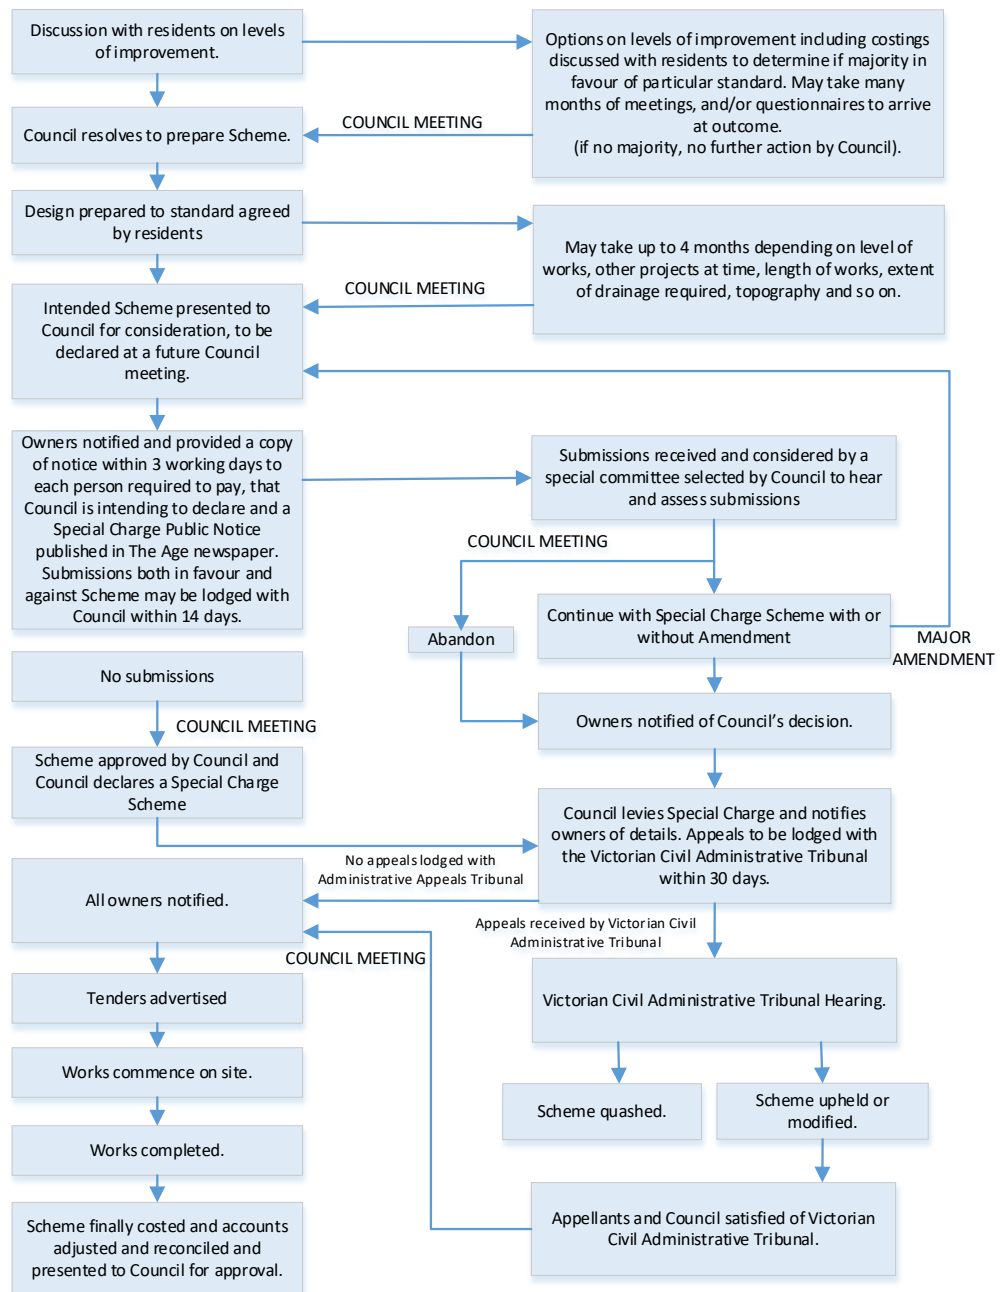 Discussion with residents on levels
of improvement.
Options on levels of improvement including costings
discussed with residents to determine if majority in
favour of particular standard. May take many
months of meetings, and/or questionnaires to arrive
at outcome.
(if no majority, no further action by Council).
COUNCIL MEETING
Council resolves to prepare Scheme.
Design prepared to standard agreed
by residents
May take up to 4 months depending on level of
works, other projects at time, length of works, extent
of drainage required, topography and so on.
COUNCIL MEETING
Intended Scheme presented to
Council for consideration, to be
declared at a future Council
meeting.
Owners notified and provided a copy
of notice within 3 working days to
each person required to pay, that
Council is intending to declare and a
Special Charge Public Notice
published in The Age newspaper.
Submissions both in favour and
against Scheme may be lodged with
Council within 14 days.
Submissions received and considered by a
special committee selected by Council to hear
and assess submissions
COUNCIL MEETING
Abandon
Continue with Special Charge Scheme with or
without Amendment
MAJOR
AMENDMENT
No submissions
COUNCIL MEETING
Owners notified of Council’s decision.
Scheme approved by Council and
Council declares a Special Charge
Scheme
Council levies Special Charge and notifies
owners of details. Appeals to be lodged with
the Victorian Civil Administrative Tribunal
within 30 days.
No appeals lodged with
Administrative Appeals Tribunal
All owners notified.
Appeals received by Victorian Civil
Administrative Tribunal
COUNCIL MEETING
Tenders advertised
Victorian Civil Administrative Tribunal Hearing.
Works commence on site.
Scheme quashed.
Scheme upheld or
modified.
Works completed.
Scheme finally costed and accounts
adjusted and reconciled and
presented to Council for approval.
Appellants and Council satisfied of Victorian
Civil Administrative Tribunal.